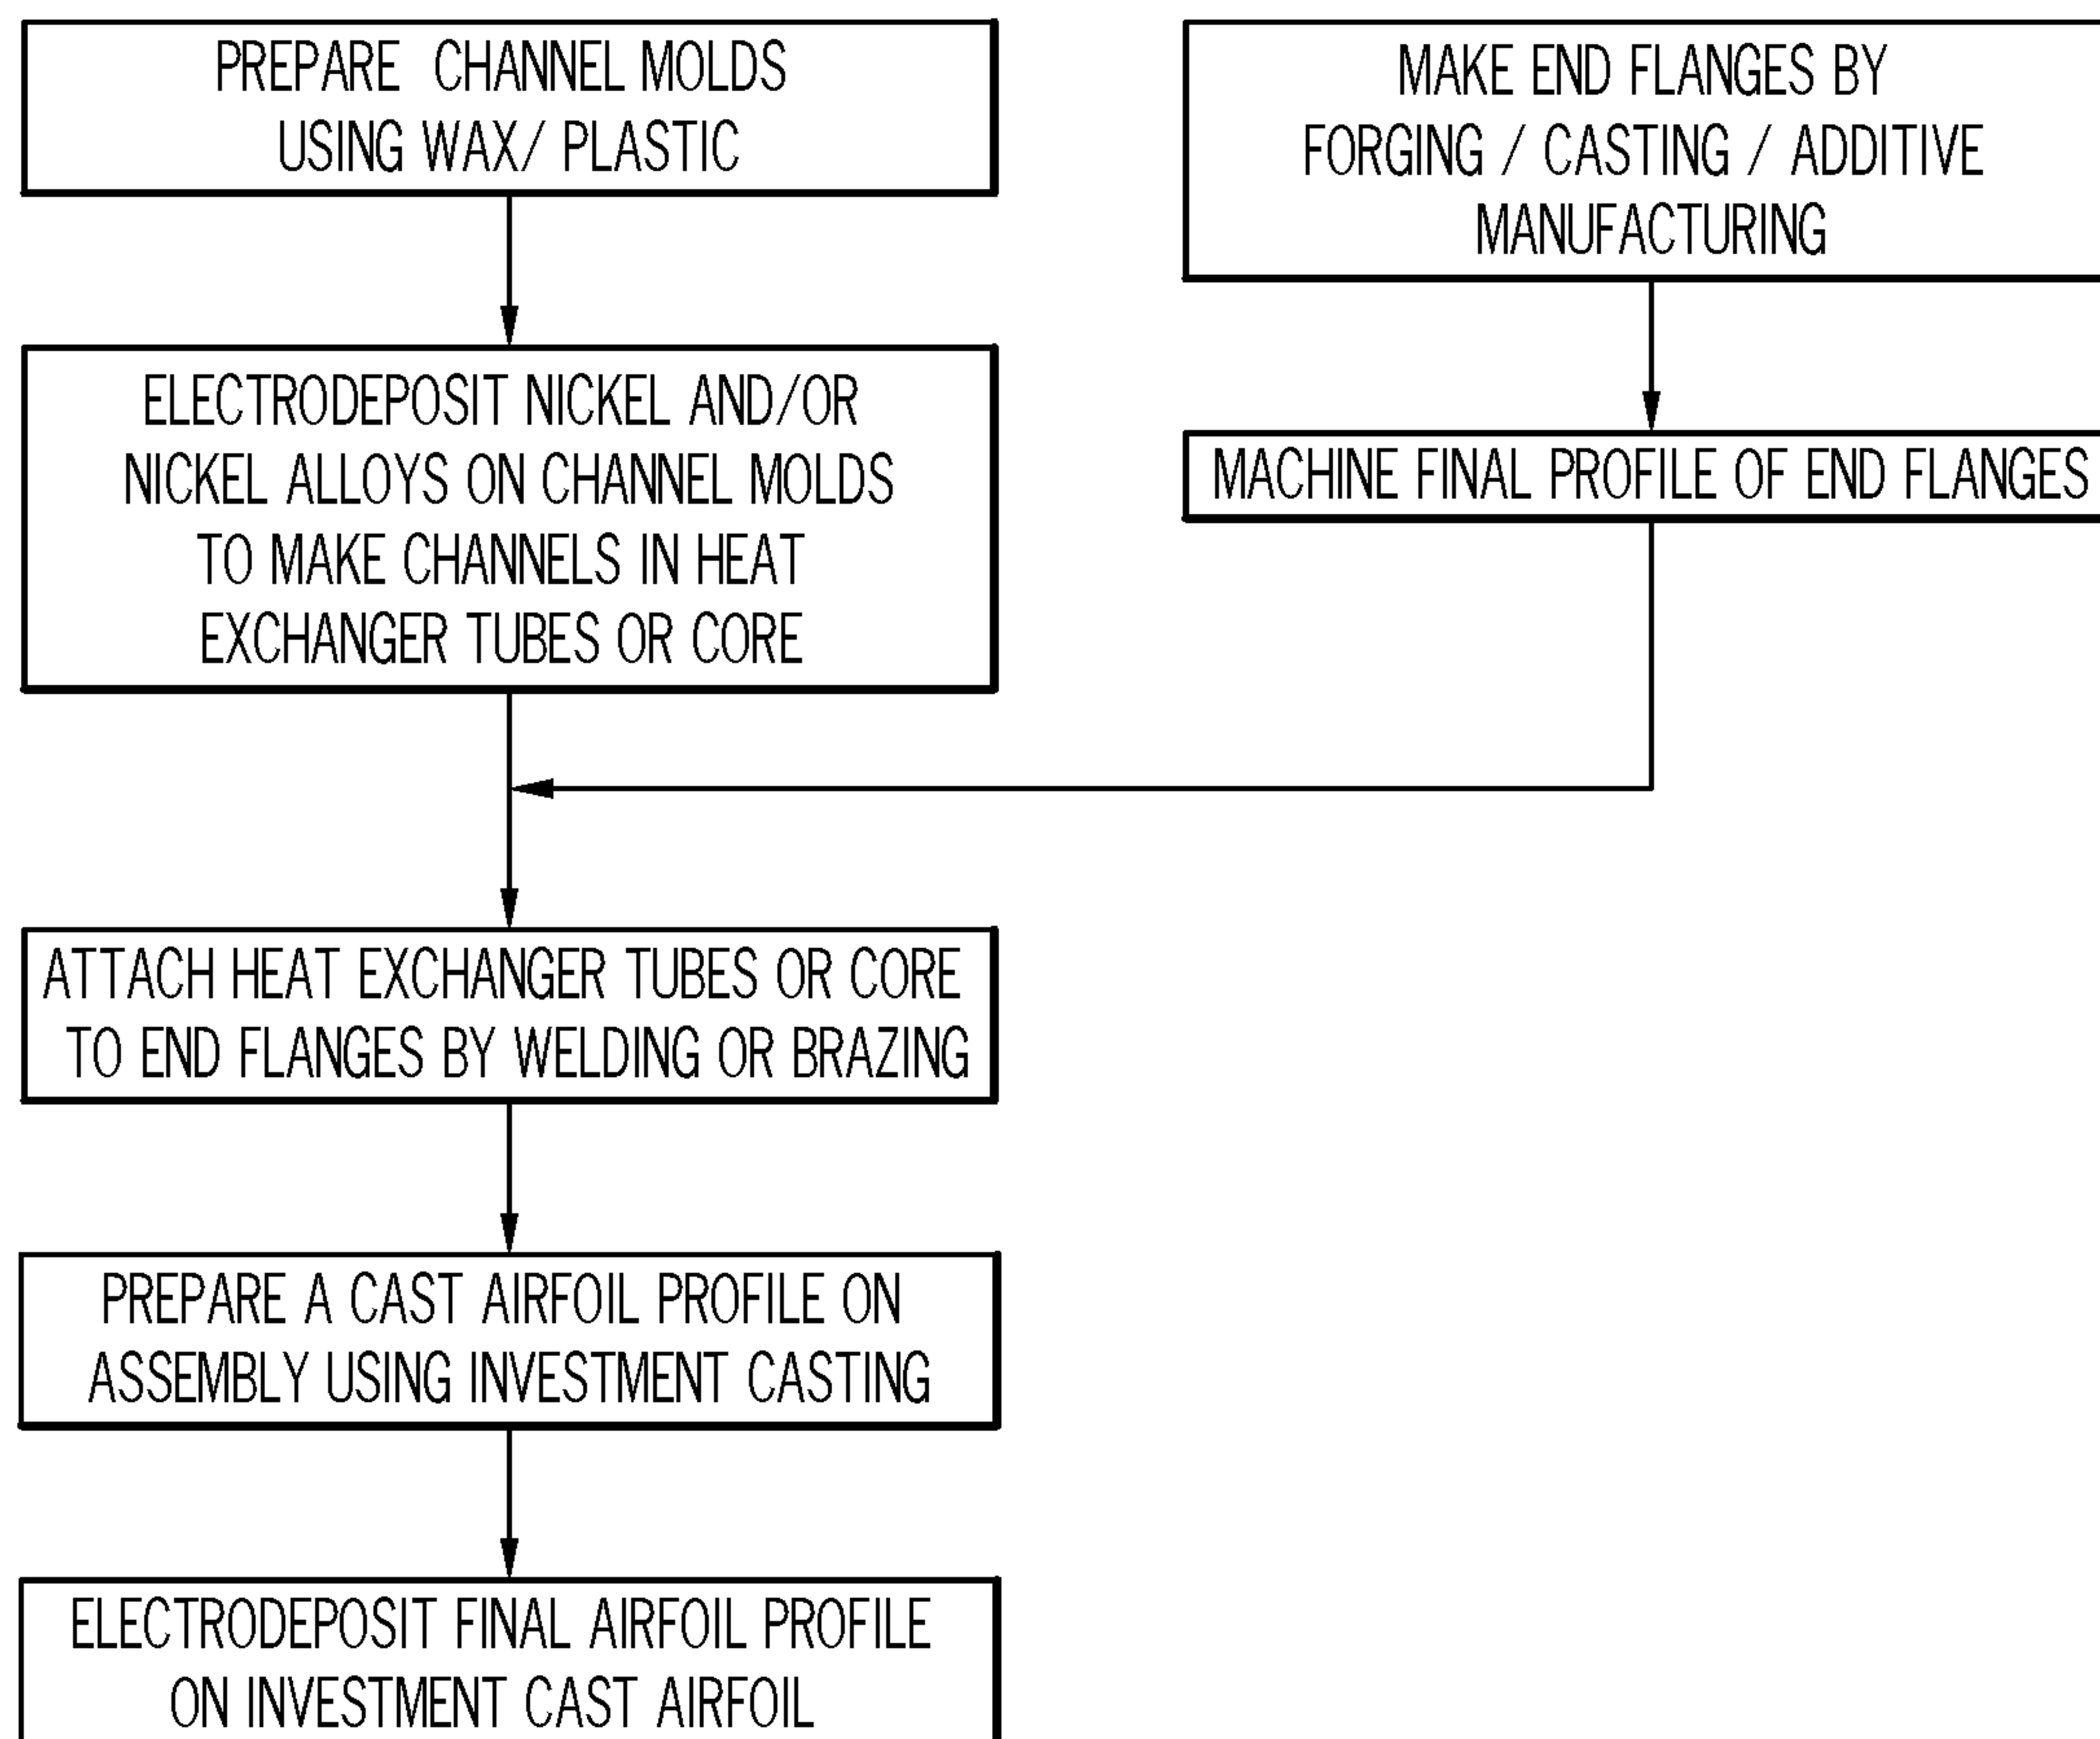 PREPARE CHANNEL MOLDS
USING WAX/ PLASTIC
ELECTRODEPOSIT NICKEL AND/OR
NICKEL ALLOYS ON CHANNEL MOLDS
TO MAKE CHANNELS IN HEAT
EXCHANGER TUBES OR CORE
MAKE END FLANGES BY
FORGING / CASTING / ADDITIVE
MANUFACTURING
MACHINE FINAL PROFILE OF END FLANGES
ATTACH HEAT EXCHANGER TUBES OR CORE
TO END FLANGES BY WELDING OR BRAZING
PREPARE A CAST AIRFOIL PROFILE ON
ASSEMBLY USING INVESTMENT CASTING
ELECTRODEPOSIT FINAL AIRFOIL PROFILE
ON INVESTMENT CAST AIRFOIL